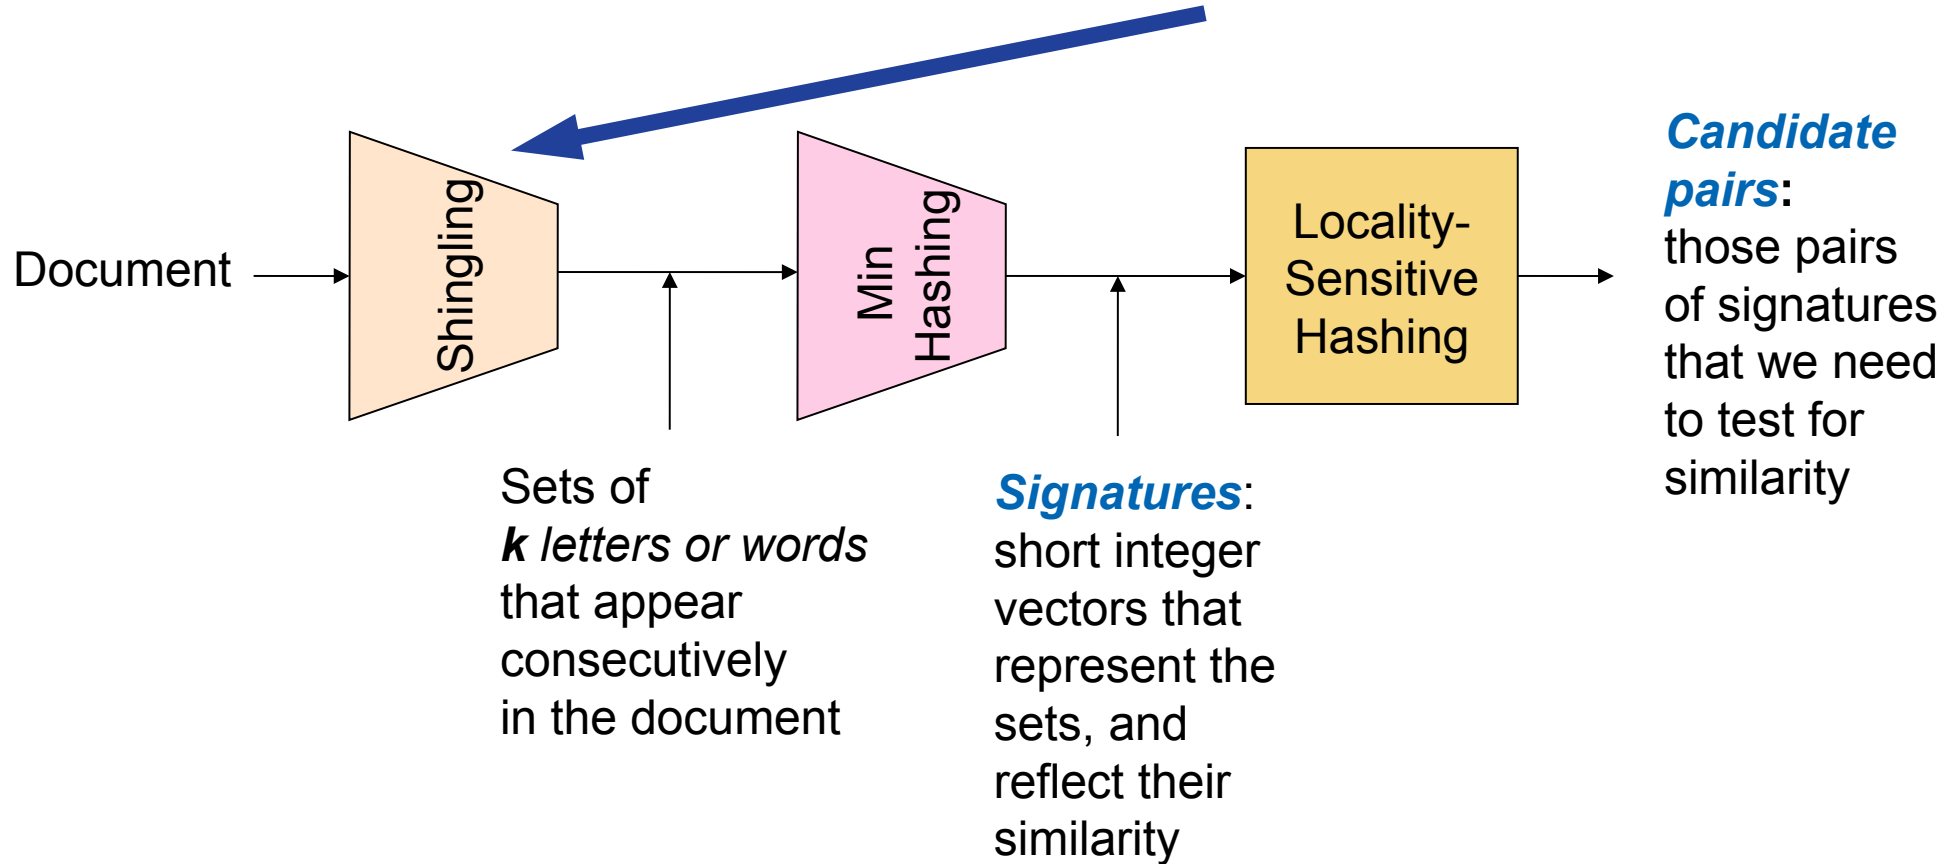 Document
Shingling
Min
Hashing
Locality-
Sensitive
Hashing
Candidate
pairs:
those pairs
of signatures
that we need
to test for
similarity
Sets of
k letters or words
that appear
consecutively
in the document
Signatures:
short integer
vectors that
represent the
sets, and
reflect their
similarity